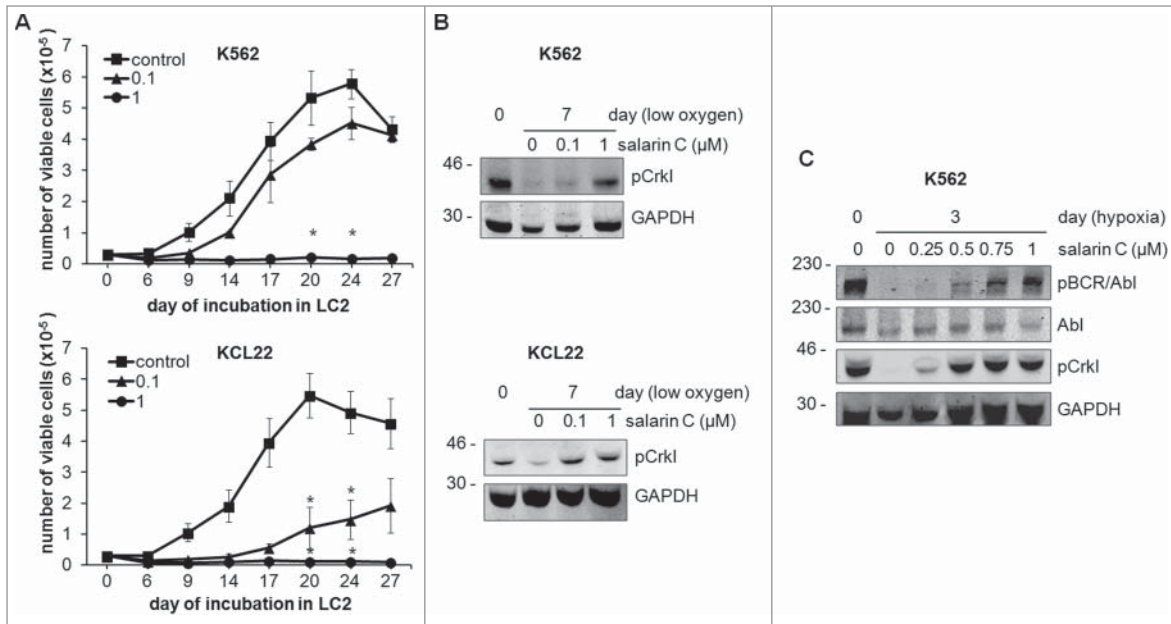 A
K562
number of viable cells (x10⁻⁵)
control
0.1
1
7
6
5
4
3
2
1
0
* *
0 6 9 14 17 20 24 27
day of incubation in LC2
KCL22
number of viable cells (x10⁻⁵)
control
0.1
1
7
6
5
4
3
2
1
0
* *
* *
0 6 9 14 17 20 24 27
day of incubation in LC2
B
K562
0 7 day (low oxygen)
0 0.1 1 salarin C (µM)
46 -
pCrkl
30 -
GAPDH
KCL22
0 7 day (low oxygen)
0 0.1 1 salarin C (µM)
46 -
pCrkl
30 -
GAPDH
C
K562
0 3 day (hypoxia)
0 0 0.25 0.5 0.75 1 salarin C (µM)
230 -
pBCR/Abl
230 -
Abl
46 -
pCrkl
30 -
GAPDH